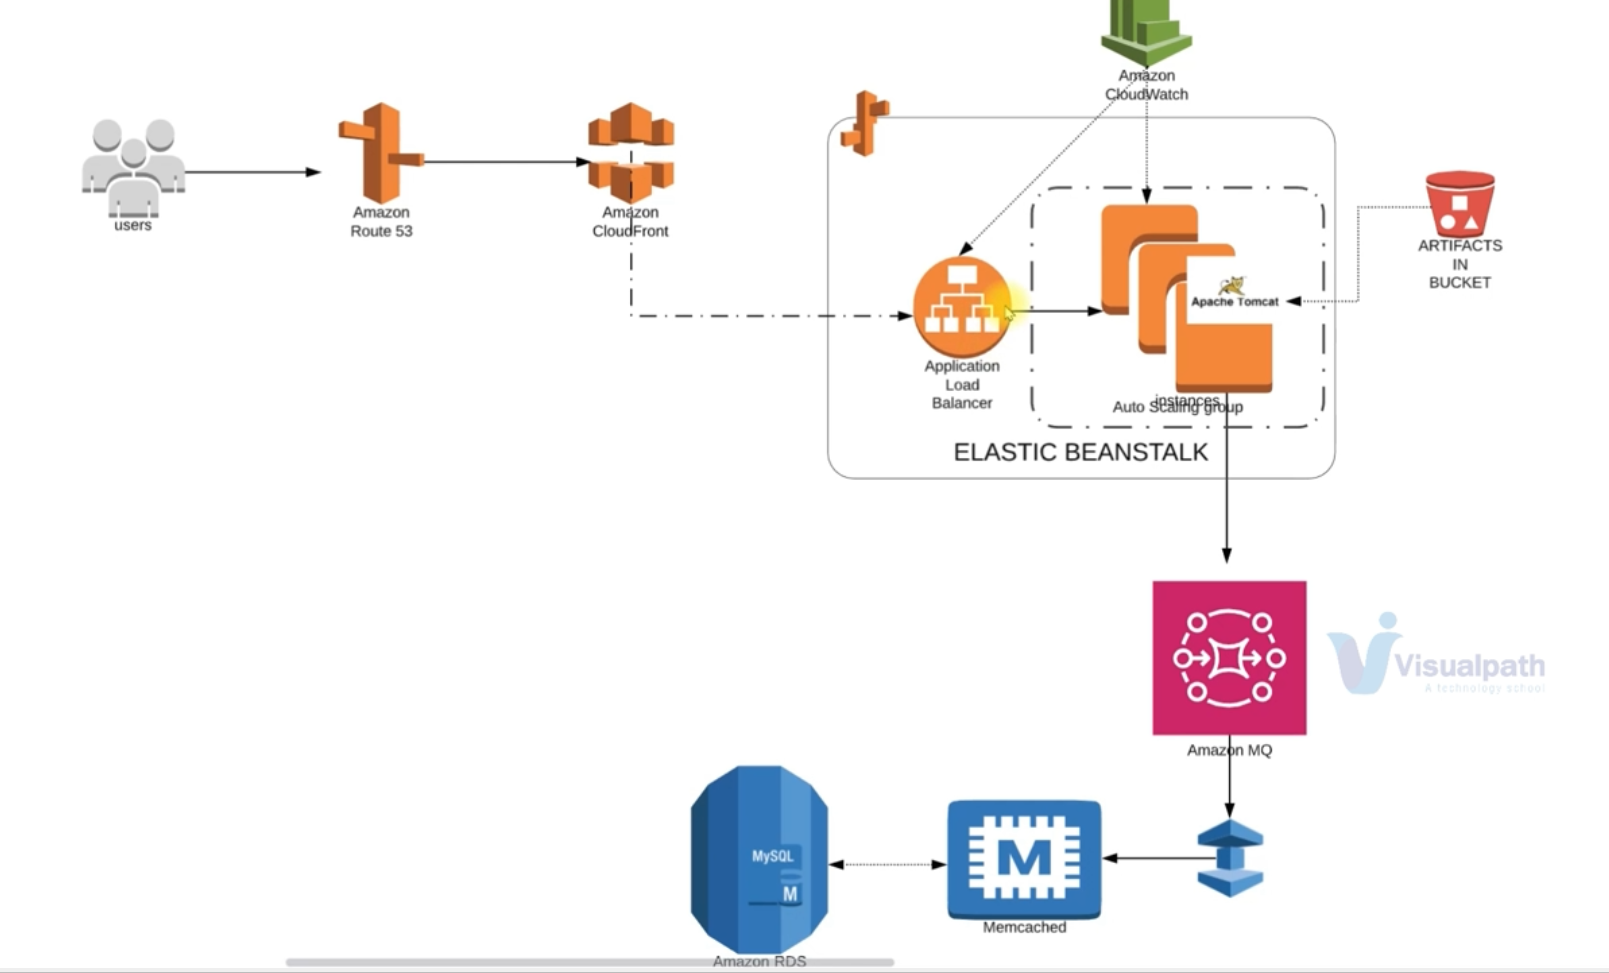 Amazon
CloudWatch
users
Amazon
Route 53
Amazon
CloudFront
ARTIFACTS
IN
BUCKET
Apache Tomcat
Application
Load
Balancer
instances
Auto Scaling group
ELASTIC BEANSTALK
Visualpath
A technology school
Amazon MQ
MySQL
M
M
Memcached
Amazon RDS